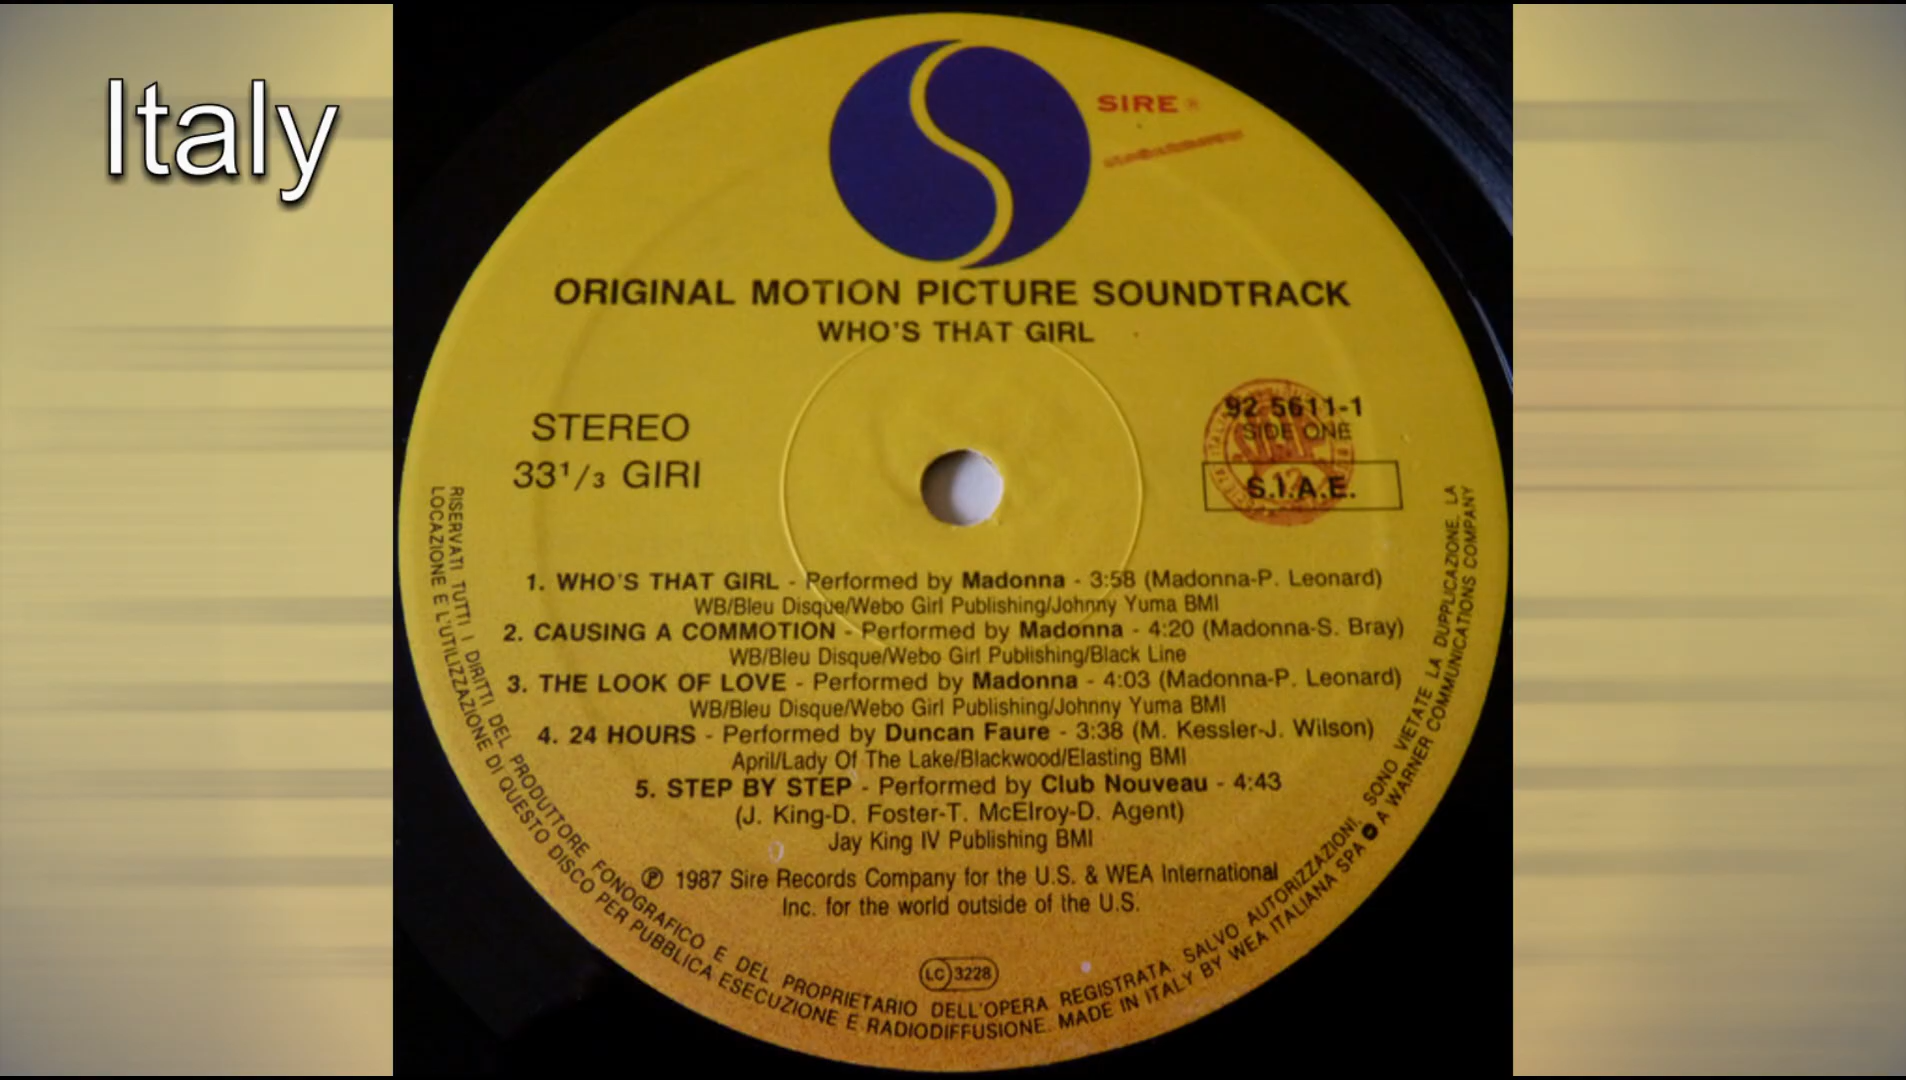 Italy
SIRE ®
ORIGINAL MOTION PICTURE SOUNDTRACK
WHO'S THAT GIRL
STEREO
33¹/₃ GIRI
92 5611-1
SIDE ONE
S.I.A.E.
1. WHO'S THAT GIRL - Performed by Madonna - 3:58 (Madonna-P. Leonard)
WB/Bleu Disque/Webo Girl Publishing/Johnny Yuma BMI
2. CAUSING A COMMOTION - Performed by Madonna - 4:20 (Madonna-S. Bray)
WB/Bleu Disque/Webo Girl Publishing/Black Line
3. THE LOOK OF LOVE - Performed by Madonna - 4:03 (Madonna-P. Leonard)
WB/Bleu Disque/Webo Girl Publishing/Johnny Yuma BMI
4. 24 HOURS - Performed by Duncan Faure - 3:38 (M. Kessler-J. Wilson)
April/Lady Of The Lake/Blackwood/Elasting BMI
5. STEP BY STEP - Performed by Club Nouveau - 4:43
(J. King-D. Foster-T. McElroy-D. Agent)
Jay King IV Publishing BMI
℗ 1987 Sire Records Company for the U.S. & WEA International
Inc. for the world outside of the U.S.
LC 3228
RISERVATI TUTTI I DIRITTI DEL PRODUTTORE FONOGRAFICO E DEL PROPRIETARIO DELL'OPERA REGISTRATA. SALVO AUTORIZZAZIONI, SONO VIETATE LA DUPLICAZIONE, LA
LOCAZIONE E L'UTILIZZAZIONE DI QUESTO DISCO PER PUBBLICA ESECUZIONE E RADIODIFFUSIONE. MADE IN ITALY BY WEA ITALIANA SPA A WARNER COMMUNICATIONS COMPANY